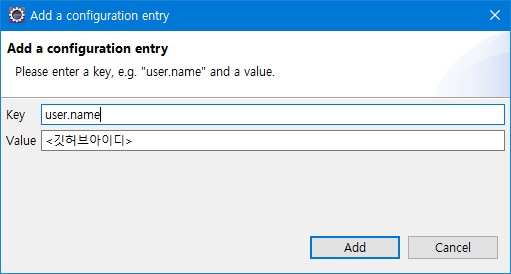 Add a configuration entry
Add a configuration entry
Please enter a key, e.g. "user.name" and a value.
Key user.name
Value <깃허브아이디>
Add Cancel